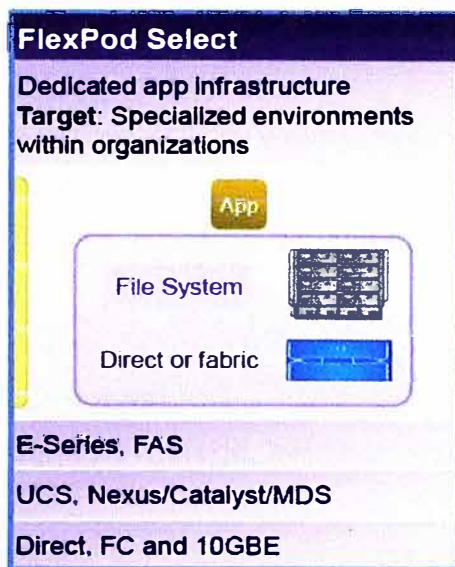 FlexPod Select
Dedicated app infrastructure
Target: Specialized environments
within organizations
App
File System
Direct or fabric
E-Series, FAS
UCS, Nexus/Catalyst/MDS
Direct, FC and 10GBE